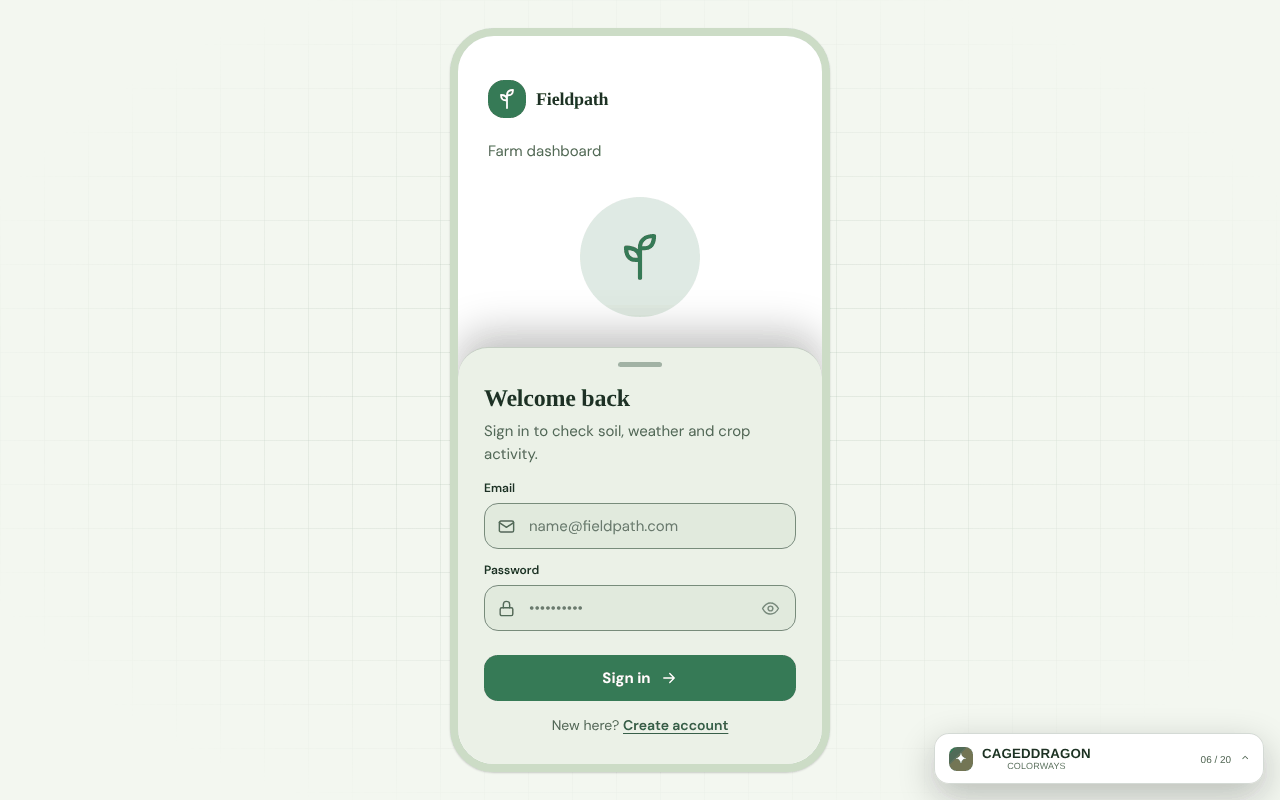 Fieldpath
Farm dashboard
Welcome back
Sign in to check soil, weather and crop
activity.
Email
name@fieldpath.com
Password
••••••••••
Sign in →
New here? Create account
CAGEDDRAGON
COLORWAYS
06 / 20